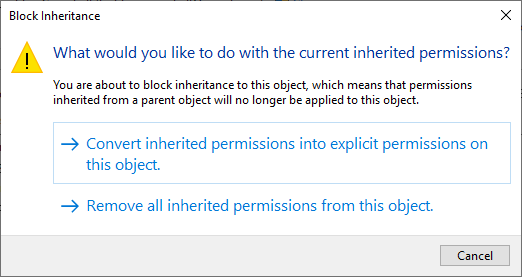 Block Inheritance
What would you like to do with the current inherited permissions?
You are about to block inheritance to this object, which means that permissions
inherited from a parent object will no longer be applied to this object.
Convert inherited permissions into explicit permissions on
this object.
Remove all inherited permissions from this object.
Cancel